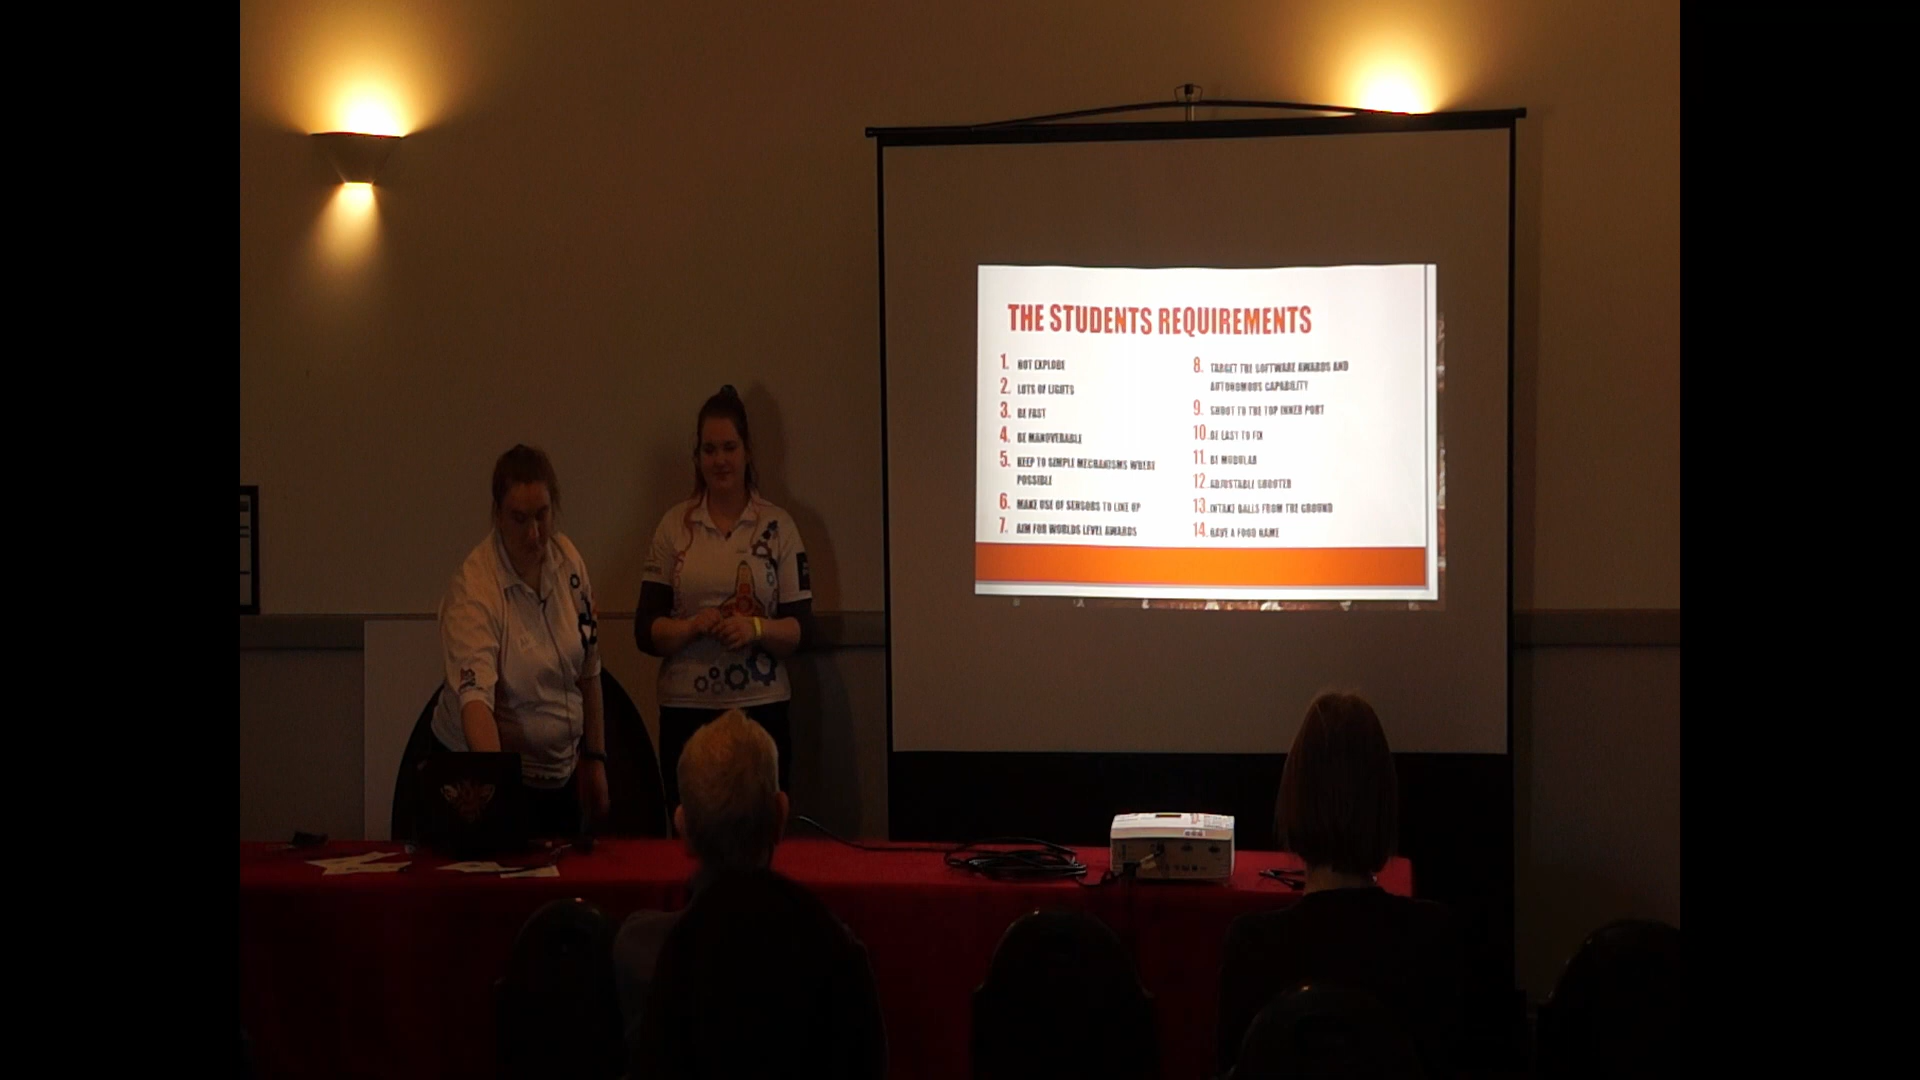 THE STUDENTS REQUIREMENTS
1. NOT EXPLODE
2. LOTS OF LIGHTS
3. BE FAST
4. BE MANOVERABLE
5. KEEP TO SIMPLE MECHANISMS WHERE
POSSIBLE
6. MAKE USE OF SENSORS TO LINE UP
7. AIM FOR WORLDS LEVEL AWARDS
8. TARGET THE SOFTWARE AWARDS AND
AUTONOMOUS CAPABILITY
9. SHOOT TO THE TOP INNER PORT
10. BE EASY TO FIX
11. BE MODULAR
12. ADJUSTABLE SHOOTER
13. INTAKE BALLS FROM THE GROUND
14. HAVE A FOOD NAME